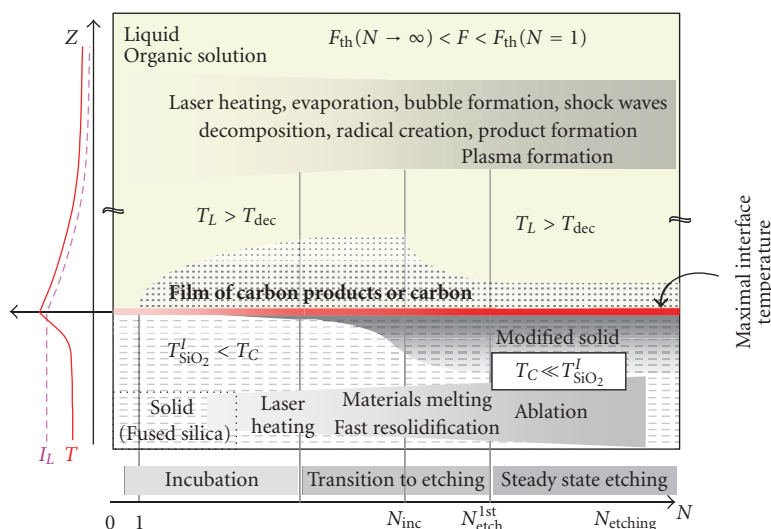 Z
Liquid
Organic solution
F_th(N → ∞) < F < F_th(N = 1)
Laser heating, evaporation, bubble formation, shock waves
decomposition, radical creation, product formation
Plasma formation
T_L > T_dec
T_L > T_dec
Film of carbon products or carbon
Maximal interface
temperature
Modified solid
T^I_SiO2 < T_C
T_C ≪ T^I_SiO2
Solid
(Fused silica)
Laser
heating
Materials melting
Fast resolidification
Ablation
I_L
T
Incubation
Transition to etching
Steady state etching
0
1
N_inc
N^1st_etch
N_etching
N